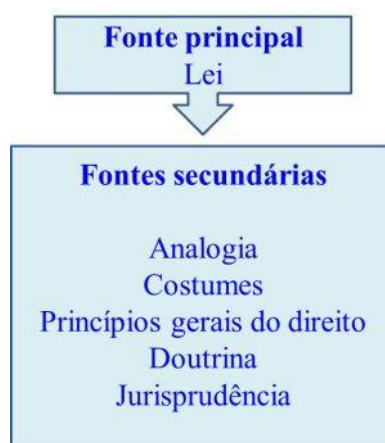 Fonte principal
Lei
Fontes secundárias
Analogia
Costumes
Princípios gerais do direito
Doutrina
Jurisprudência